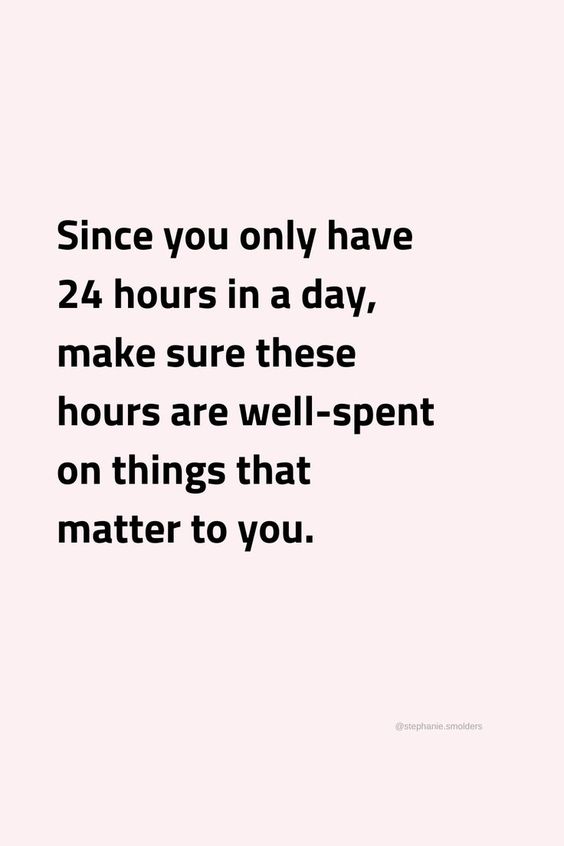 Since you only have
24 hours in a day,
make sure these
hours are well-spent
on things that
matter to you.
@stephanie.smolders